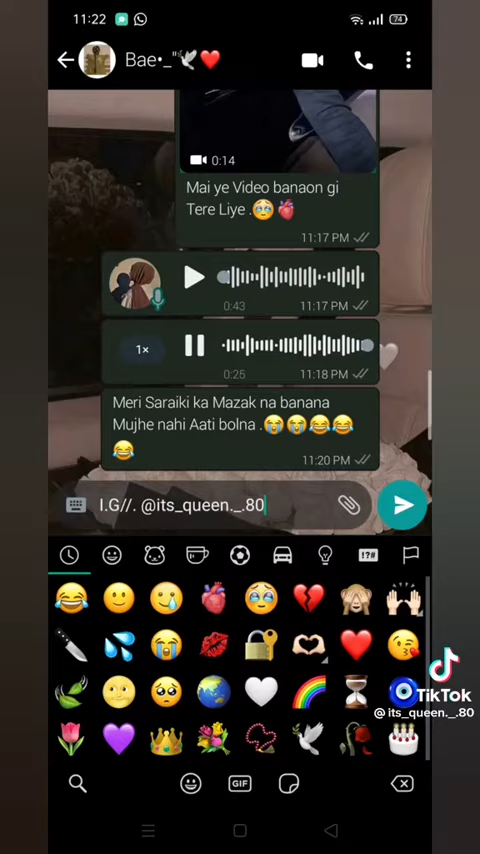 11:22
74
Bae•_"🕊❤️
0:14
Mai ye Video banaon gi
Tere Liye .🥹🫀
11:17 PM
0:43
11:17 PM
1×
0:25
11:18 PM
Meri Saraiki ka Mazak na banana
Mujhe nahi Aati bolna .😭😭😂😂
😂
11:20 PM
I.G//. @its_queen._.80
!?#
TikTok
@its_queen._.80
GIF